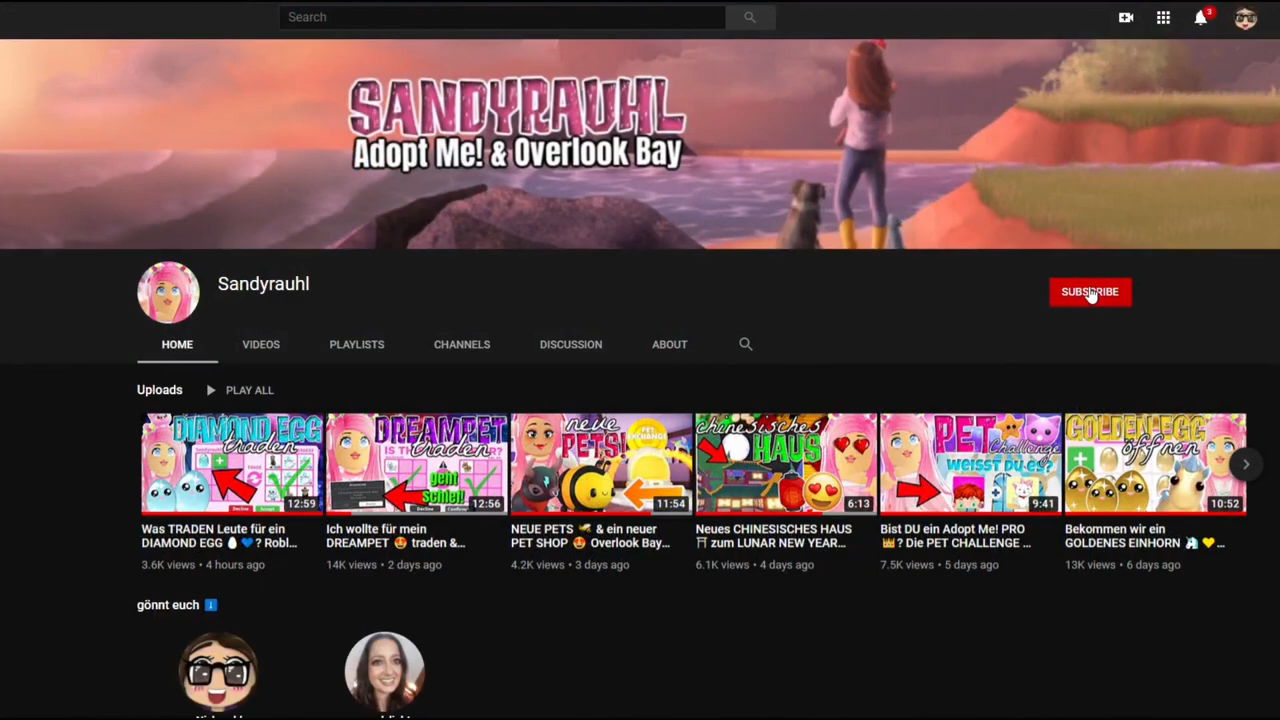 Search
3
SANDYRAUHL
Adopt Me! & Overlook Bay
Sandyrauhl
SUBSCRIBE
HOME
VIDEOS
PLAYLISTS
CHANNELS
DISCUSSION
ABOUT
Uploads
PLAY ALL
DIAMOND EGG
traden
12:59
Was TRADEN Leute für ein
DIAMOND EGG 🥚💙? Robl...
3.6K views • 4 hours ago
DREAMPET
traden
geht
Schief!
12:56
Ich wollte für mein
DREAMPET 😍 traden &...
14K views • 2 days ago
neue
PETS!
PET
EXCHANGE
11:54
NEUE PETS 🐝 & ein neuer
PET SHOP 😍 Overlook Bay...
4.2K views • 3 days ago
chinesisches
HAUS
6:13
Neues CHINESISCHES HAUS
⛩ zum LUNAR NEW YEAR...
6.1K views • 4 days ago
PET
Challenge
WEISST DU es?
9:41
Bist DU ein Adopt Me! PRO
👑? Die PET CHALLENGE ...
7.5K views • 5 days ago
GOLDEN EGG
öffnen
10:52
Bekommen wir ein
GOLDENES EINHORN 🦄 💛...
13K views • 6 days ago
gönnt euch ⬇